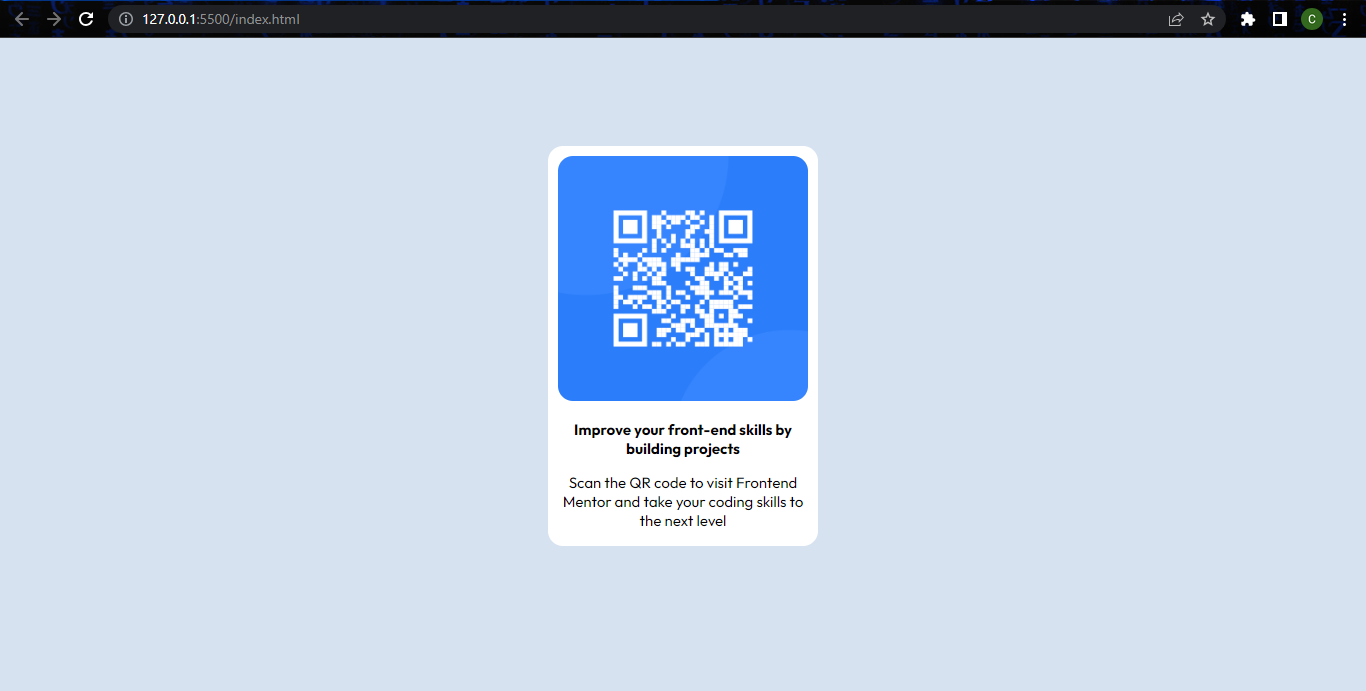 127.0.0.1:5500/index.html
C
Improve your front-end skills by
building projects
Scan the QR code to visit Frontend
Mentor and take your coding skills to
the next level